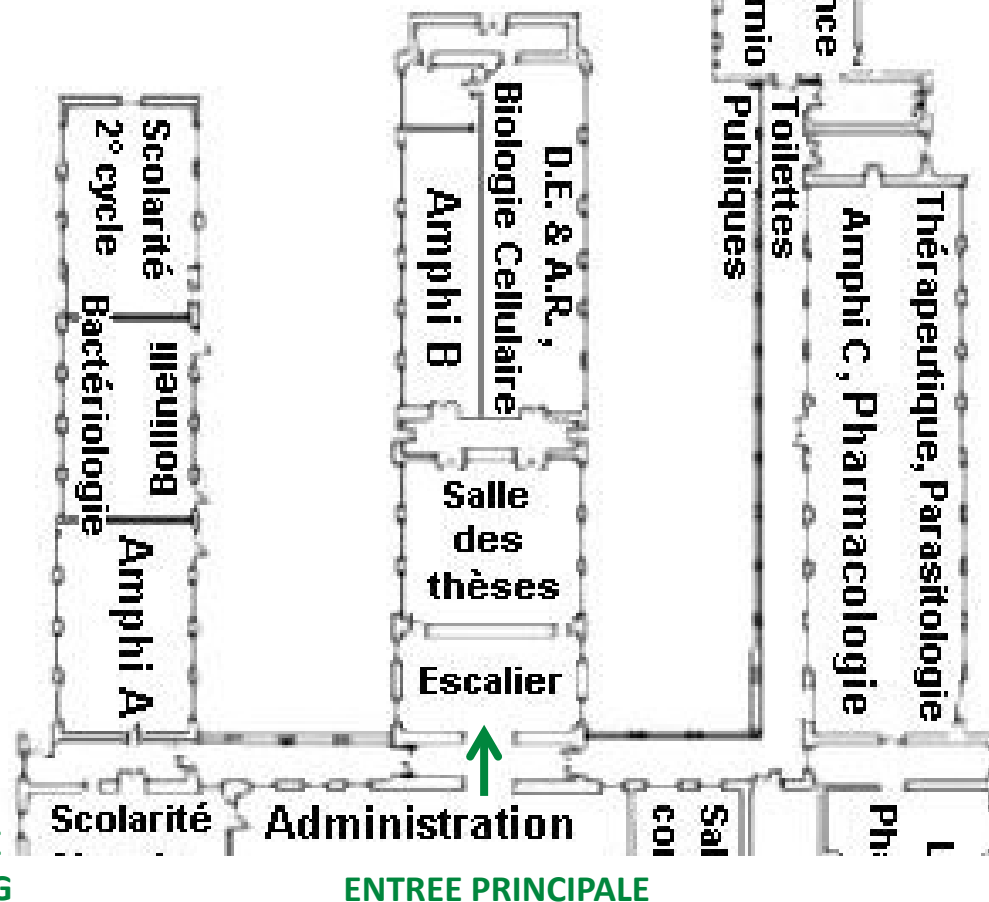 Scolarité
2° cycle
Bollinelli
Bactériologie
Amphi A
D.E. & A.R.,
Biologie Cellulaire
Amphi B
Salle
des
thèses
Escalier
Toilettes
Publiques
Thérapeutique, Parasitologie
Amphi C, Pharmacologie
Scolarité
Administration
ENTREE PRINCIPALE